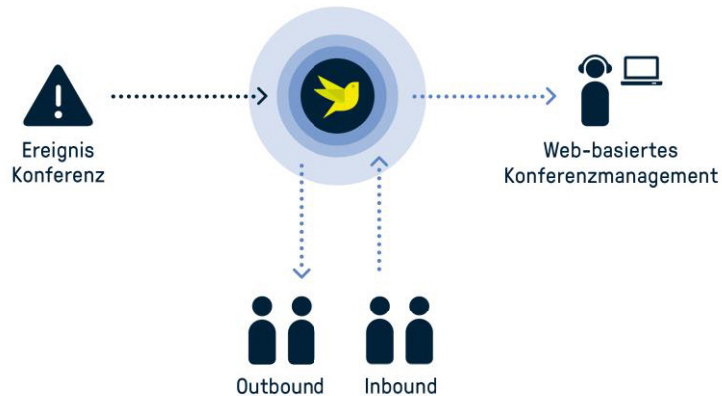 Ereignis
Konferenz
Web-basiertes
Konferenzmanagement
Outbound
Inbound